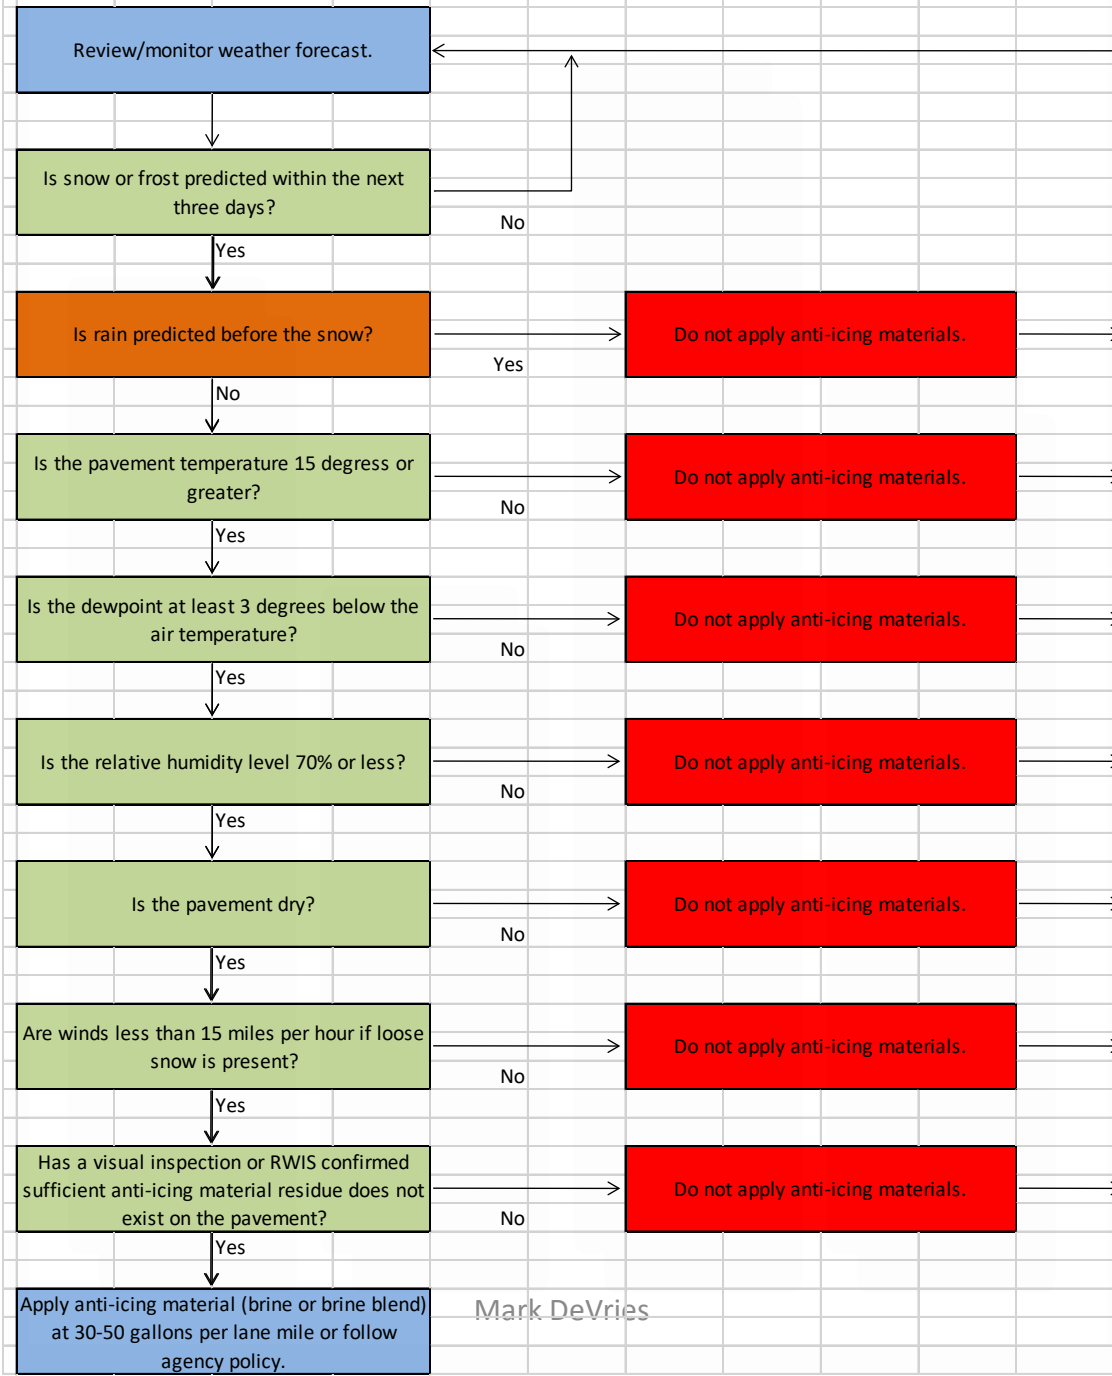 Review/monitor weather forecast.
Is snow or frost predicted within the next
three days?
No
Yes
Is rain predicted before the snow?
Do not apply anti-icing materials.
Yes
No
Is the pavement temperature 15 degress or
greater?
Do not apply anti-icing materials.
No
Yes
Is the dewpoint at least 3 degrees below the
air temperature?
Do not apply anti-icing materials.
No
Yes
Is the relative humidity level 70% or less?
Do not apply anti-icing materials.
No
Yes
Is the pavement dry?
Do not apply anti-icing materials.
No
Yes
Are winds less than 15 miles per hour if loose
snow is present?
Do not apply anti-icing materials.
No
Yes
Has a visual inspection or RWIS confirmed
sufficient anti-icing material residue does not
exist on the pavement?
Do not apply anti-icing materials.
No
Yes
Apply anti-icing material (brine or brine blend)
at 30-50 gallons per lane mile or follow
agency policy.
Mark DeVries